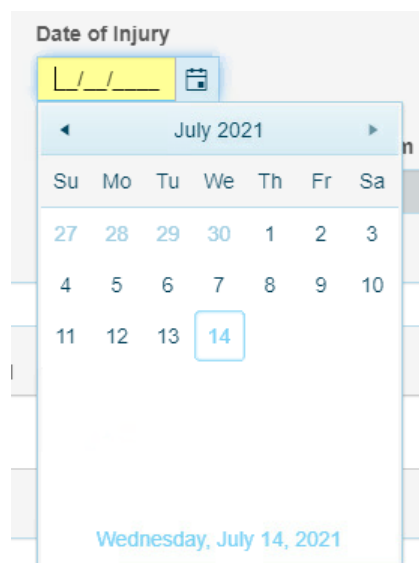 Date of Injury
__/__/____
July 2021
m
Su Mo Tu We Th Fr Sa
27 28 29 30 1 2 3
4 5 6 7 8 9 10
11 12 13 14
Wednesday, July 14, 2021